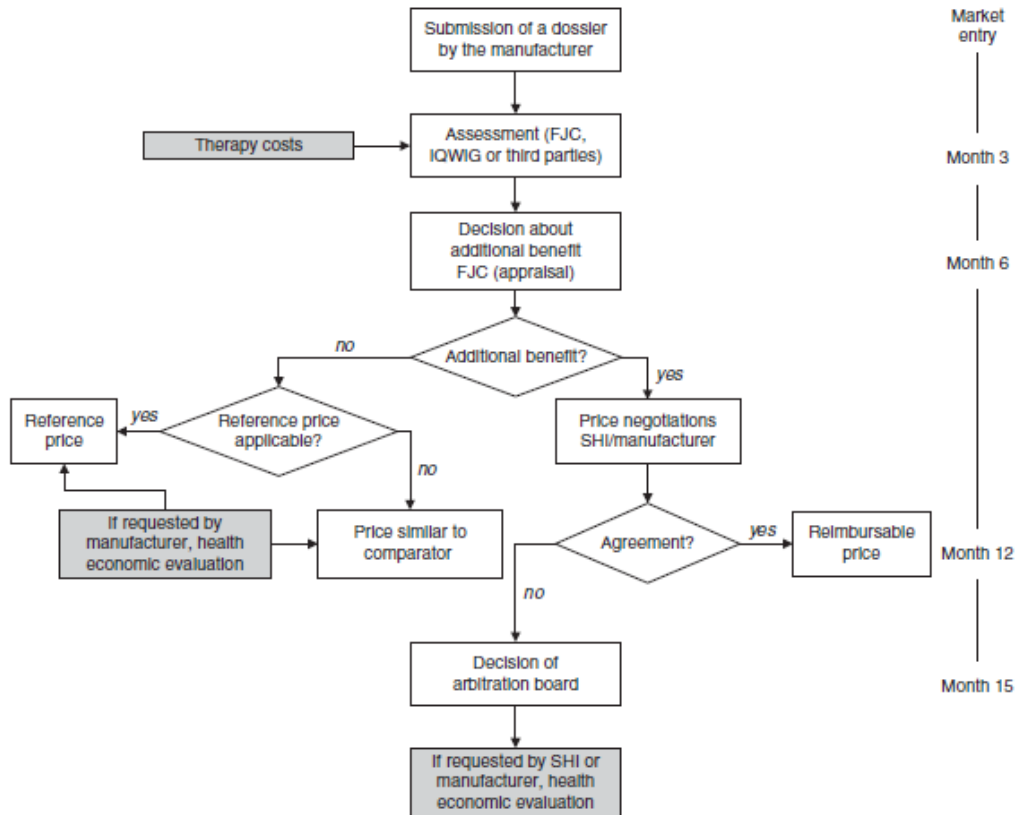 Submission of a dossier
by the manufacturer
Market
entry
Therapy costs
Assessment (FJC,
IQWIG or third parties)
Month 3
Decision about
additional benefit
FJC (appraisal)
Month 6
no
Additional benefit?
yes
Reference
price
yes
Reference price
applicable?
no
Price negotiations
SHI/manufacturer
If requested by
manufacturer, health
economic evaluation
Price similar to
comparator
Agreement?
yes
Reimbursable
price
Month 12
no
Decision of
arbitration board
Month 15
If requested by SHI or
manufacturer, health
economic evaluation